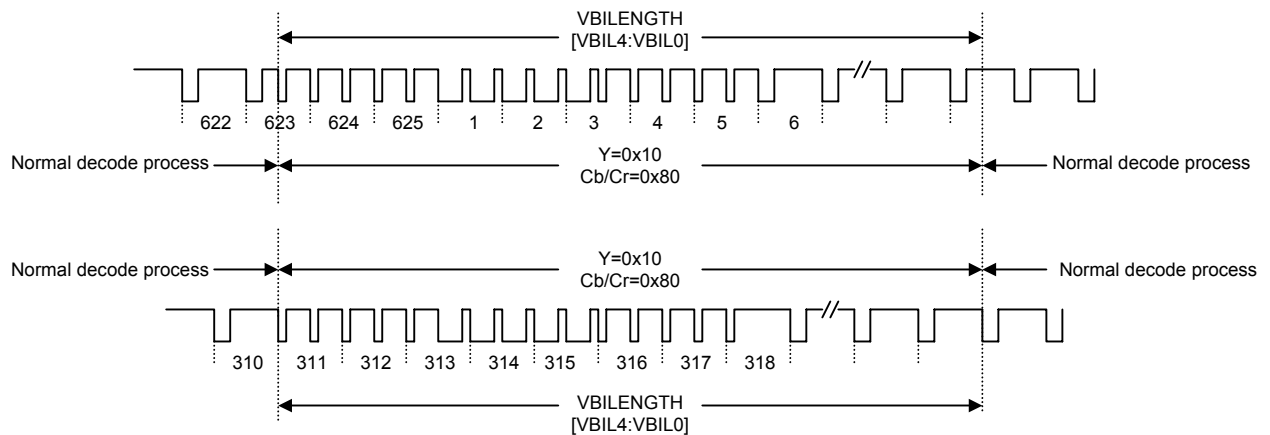 VBILENGTH
[VBIL4:VBIL0]
622 623 624 625 1 2 3 4 5 6
Normal decode process
Y=0x10
Cb/Cr=0x80
Normal decode process
Normal decode process
Y=0x10
Cb/Cr=0x80
Normal decode process
310 311 312 313 314 315 316 317 318
VBILENGTH
[VBIL4:VBIL0]